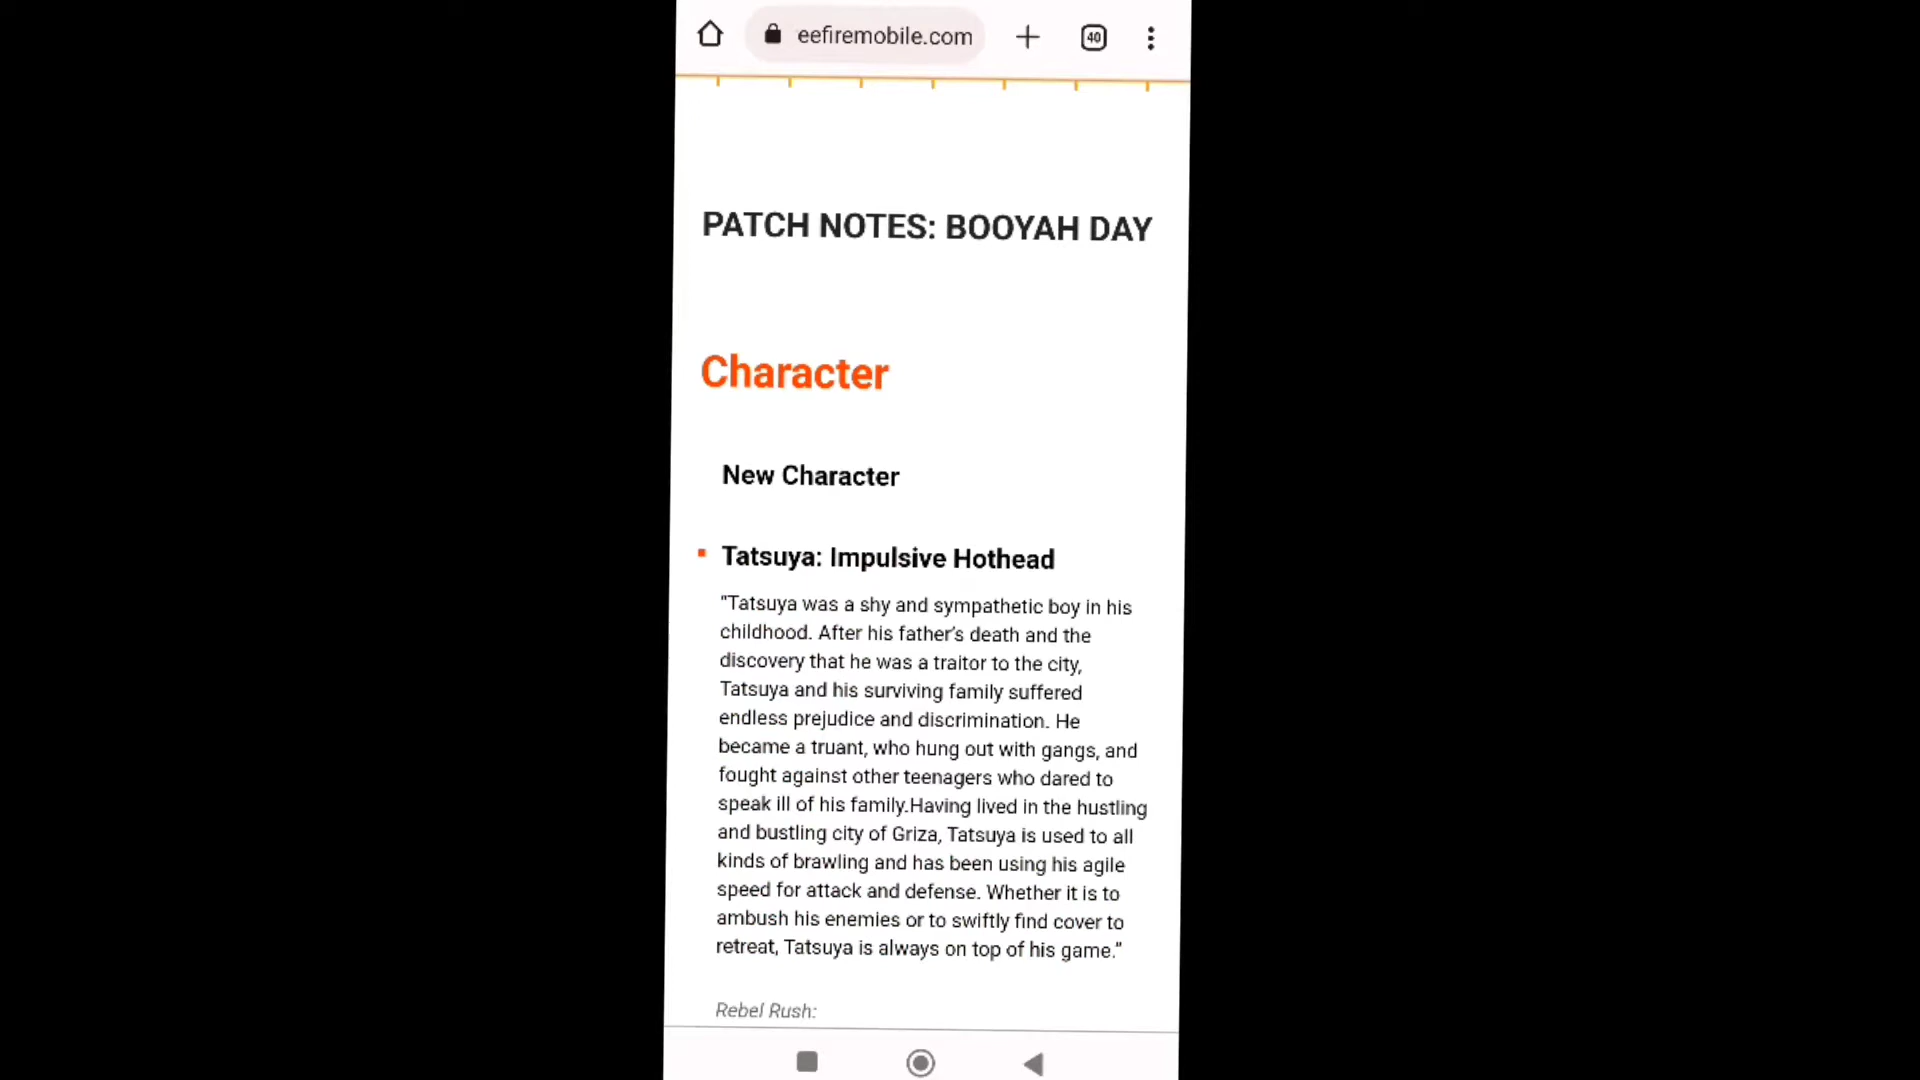 eefiremobile.com
40
PATCH NOTES: BOOYAH DAY
Character
New Character
Tatsuya: Impulsive Hothead
"Tatsuya was a shy and sympathetic boy in his
childhood. After his father's death and the
discovery that he was a traitor to the city,
Tatsuya and his surviving family suffered
endless prejudice and discrimination. He
became a truant, who hung out with gangs, and
fought against other teenagers who dared to
speak ill of his family.Having lived in the hustling
and bustling city of Griza, Tatsuya is used to all
kinds of brawling and has been using his agile
speed for attack and defense. Whether it is to
ambush his enemies or to swiftly find cover to
retreat, Tatsuya is always on top of his game."
Rebel Rush: